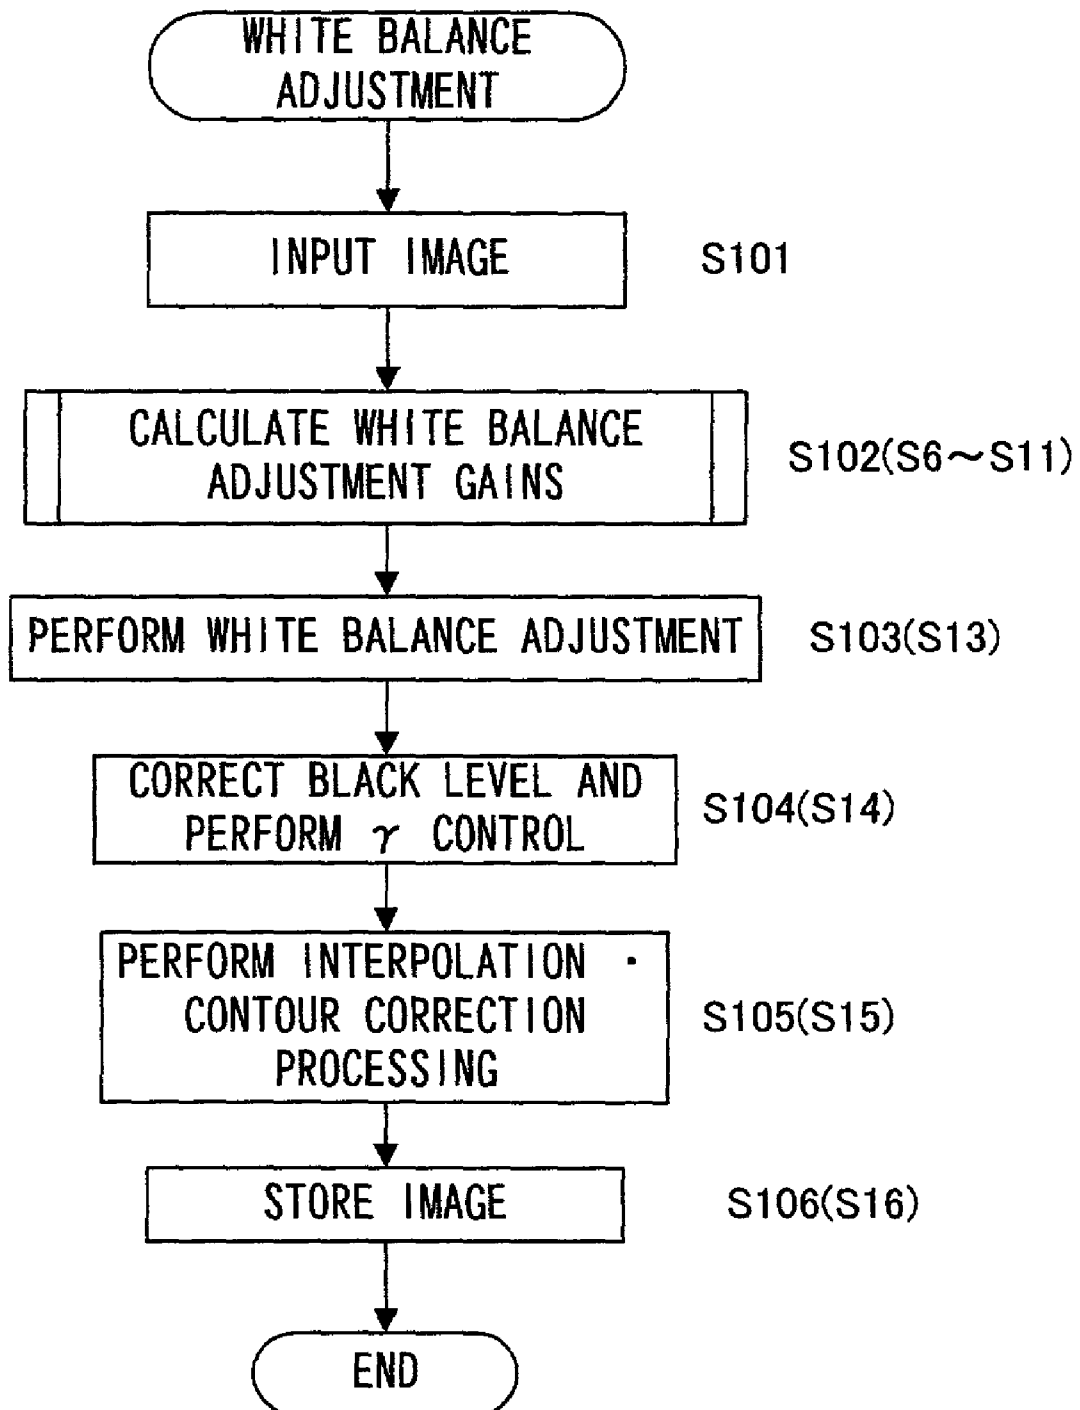 WHITE BALANCE
ADJUSTMENT
INPUT IMAGE
S101
CALCULATE WHITE BALANCE
ADJUSTMENT GAINS
S102(S6～S11)
PERFORM WHITE BALANCE ADJUSTMENT
S103(S13)
CORRECT BLACK LEVEL AND
PERFORM γ CONTROL
S104(S14)
PERFORM INTERPOLATION ·
CONTOUR CORRECTION
PROCESSING
S105(S15)
STORE IMAGE
S106(S16)
END